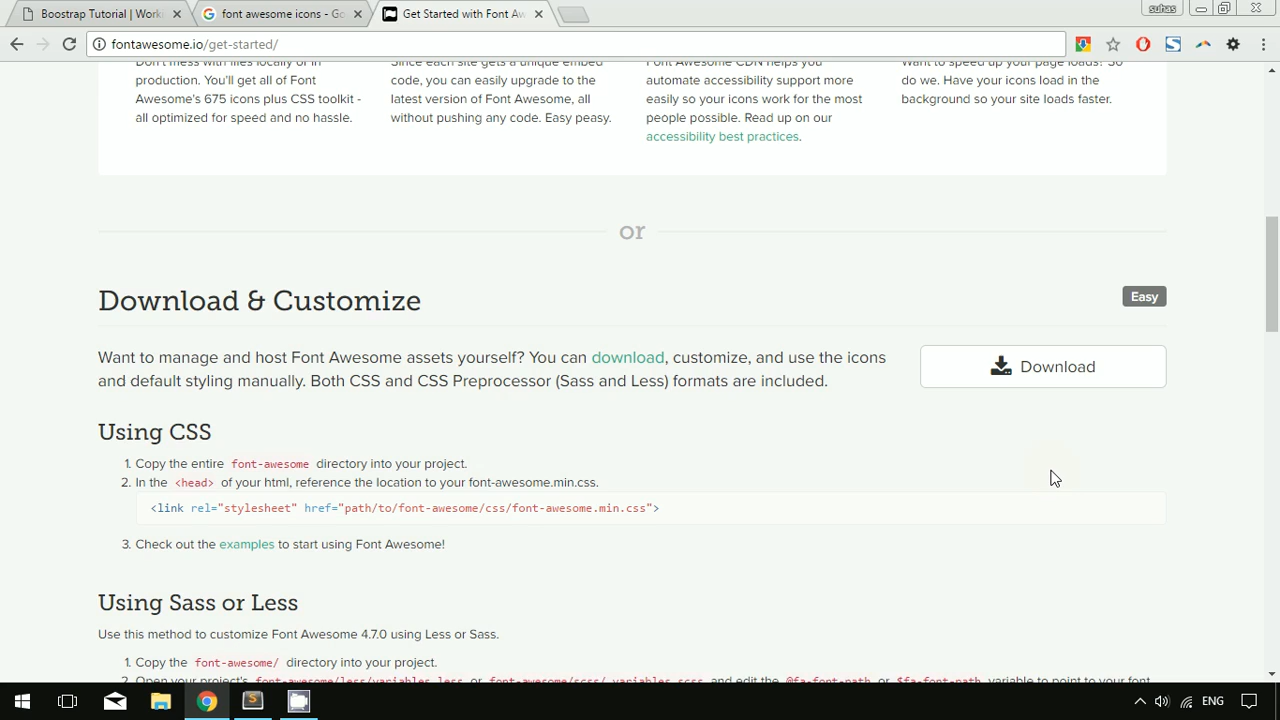 Boostrap Tutorial | Worki
font awesome icons - Go
Get Started with Font Aw
suhas
fontawesome.io/get-started/
Don't mess with files locally or in
production. You'll get all of Font
Awesome's 675 icons plus CSS toolkit -
all optimized for speed and no hassle.
Since each site gets a unique embed
code, you can easily upgrade to the
latest version of Font Awesome, all
without pushing any code. Easy peasy.
Font Awesome CDN helps you
automate accessibility support more
easily so your icons work for the most
people possible. Read up on our
accessibility best practices.
Want to speed up your page loads? So
do we. Have your icons load in the
background so your site loads faster.
or
Download & Customize
Easy
Want to manage and host Font Awesome assets yourself? You can download, customize, and use the icons
and default styling manually. Both CSS and CSS Preprocessor (Sass and Less) formats are included.
Download
Using CSS
1. Copy the entire font-awesome directory into your project.
2. In the <head> of your html, reference the location to your font-awesome.min.css.
<link rel="stylesheet" href="path/to/font-awesome/css/font-awesome.min.css">
3. Check out the examples to start using Font Awesome!
Using Sass or Less
Use this method to customize Font Awesome 4.7.0 using Less or Sass.
1. Copy the font-awesome/ directory into your project.
2. Open your project's font-awesome/less/variables.less or font-awesome/scss/_variables.scss and edit the @fa-font-path or $fa-font-path variable to point to your font
ENG